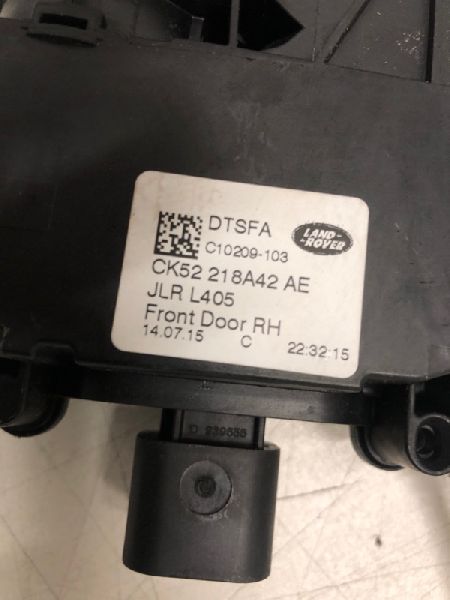 DTSFA
LAND-
ROVER
C10209-103
CK52 218A42 AE
JLR L405
Front Door RH
14.07.15 C 22:32:15